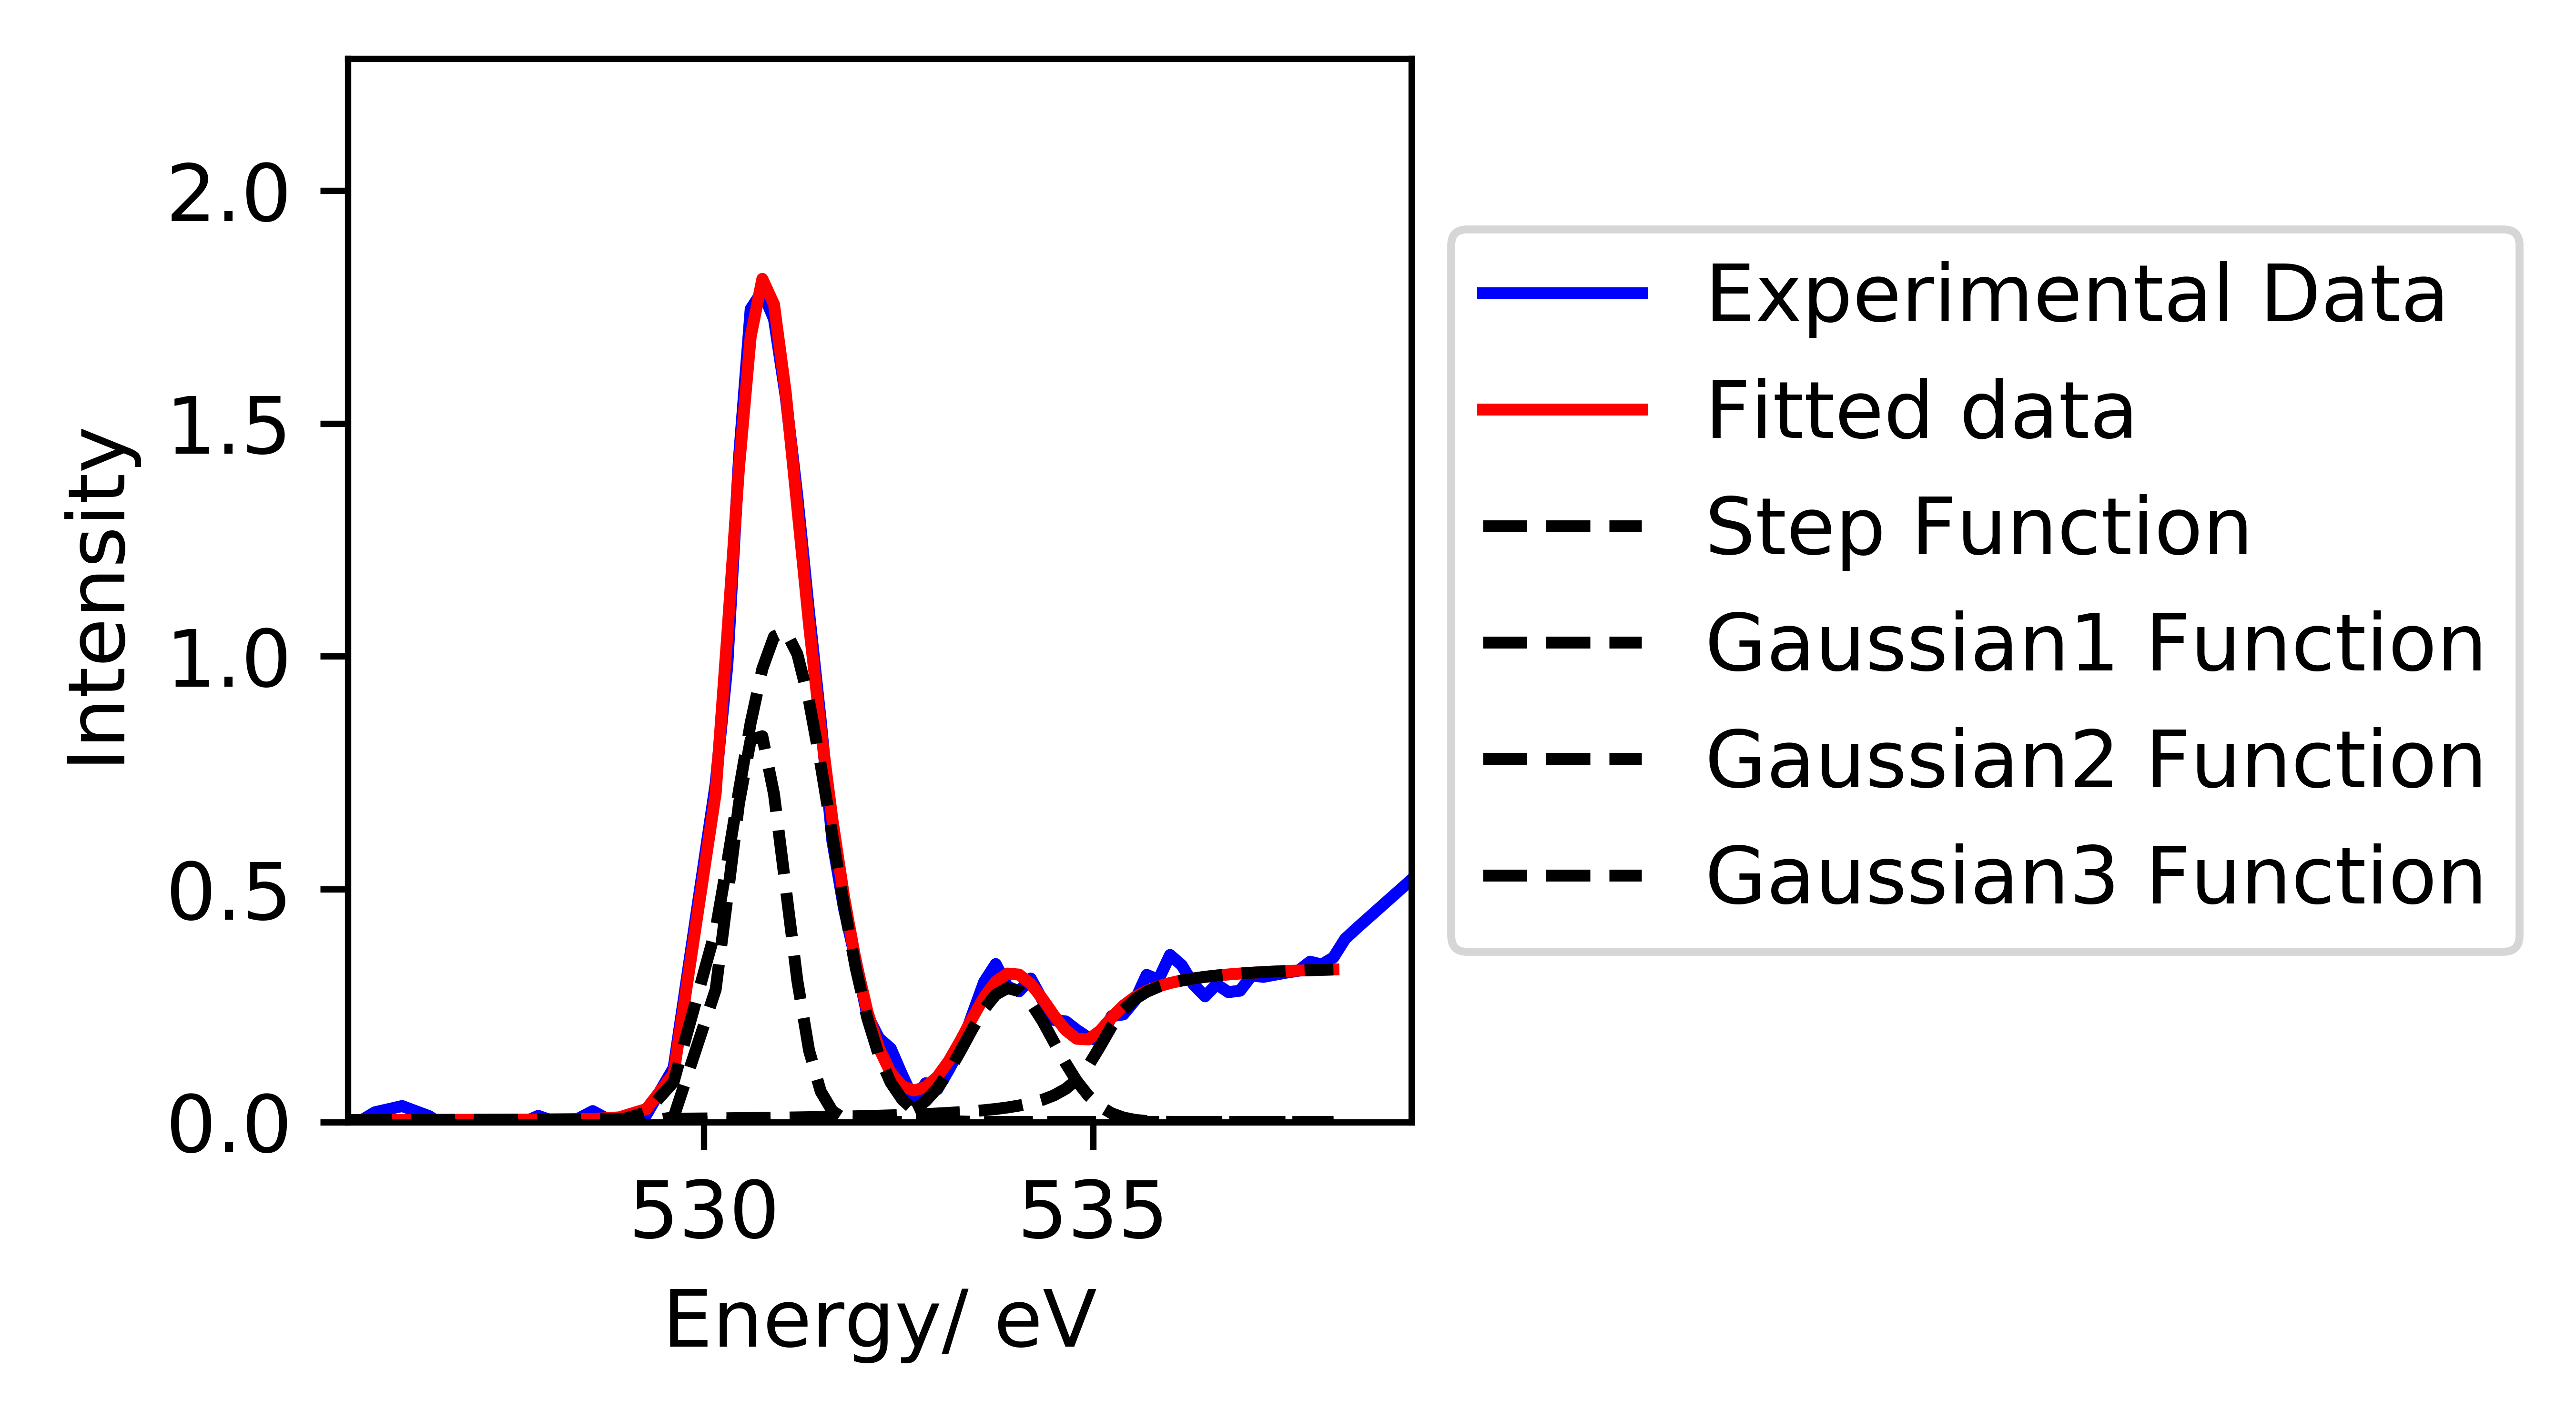 2.0
1.5
1.0
0.5
0.0
Intensity
530
535
Energy/ eV
Experimental Data
Fitted data
Step Function
Gaussian1 Function
Gaussian2 Function
Gaussian3 Function